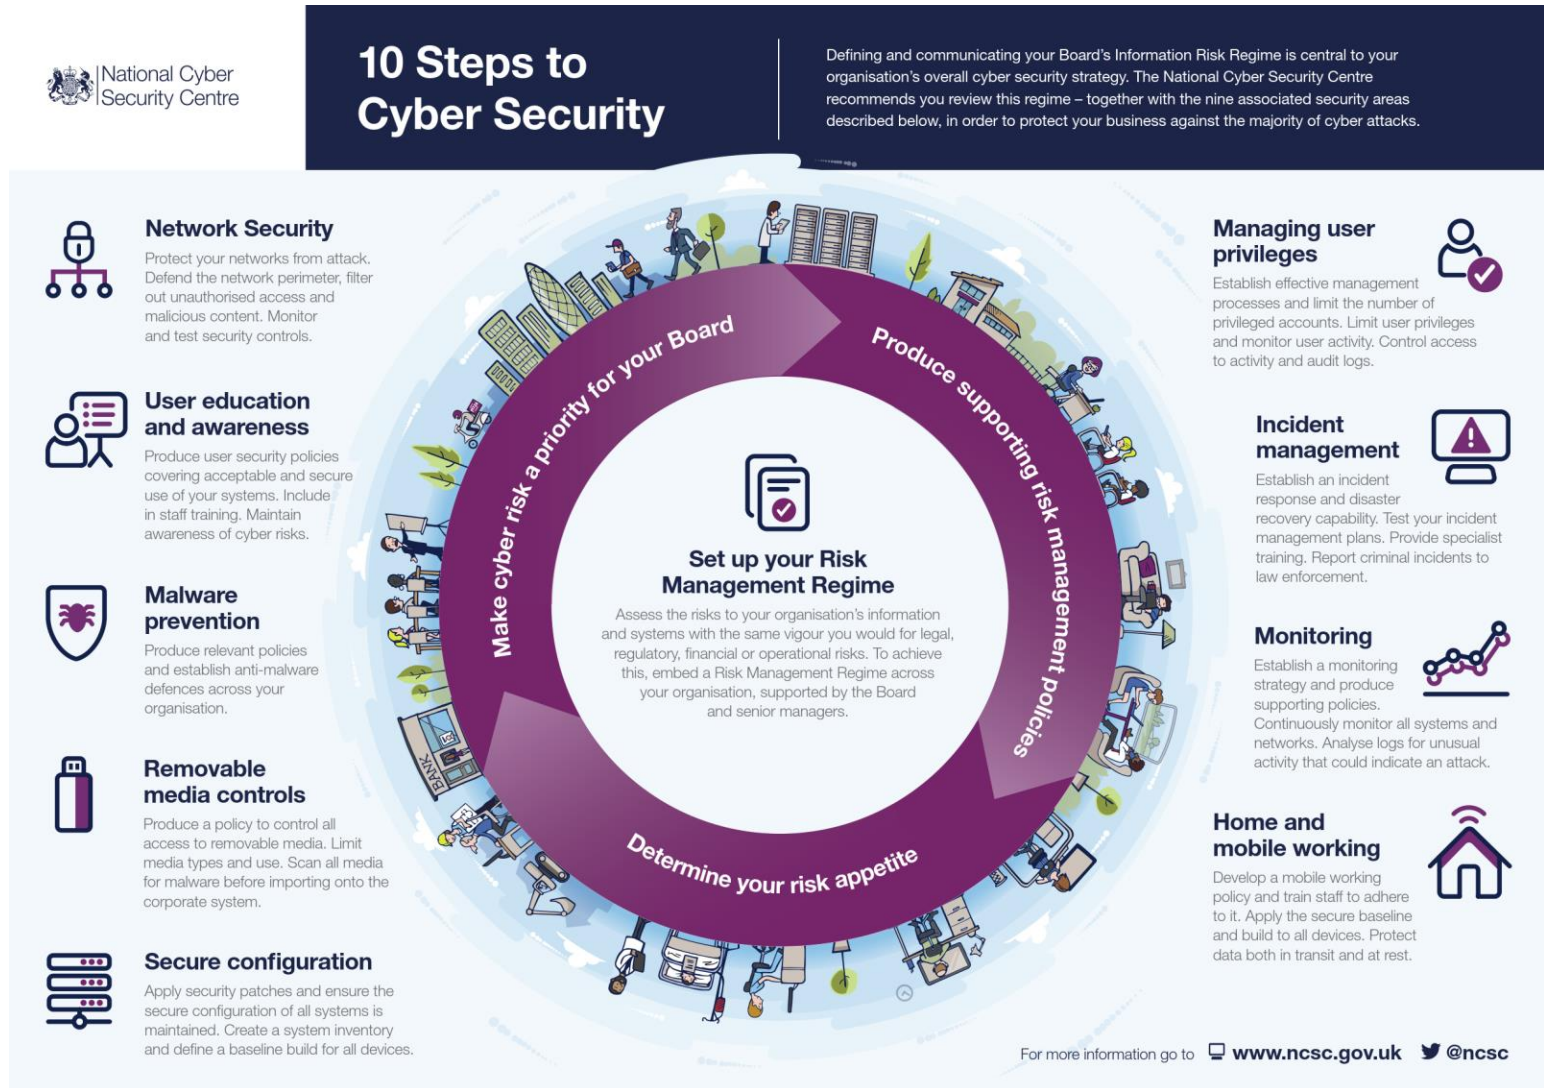 National Cyber
Security Centre
10 Steps to
Cyber Security
Defining and communicating your Board's Information Risk Regime is central to your
organisation's overall cyber security strategy. The National Cyber Security Centre
recommends you review this regime – together with the nine associated security areas
described below, in order to protect your business against the majority of cyber attacks.
Network Security
Protect your networks from attack.
Defend the network perimeter, filter
out unauthorised access and
malicious content. Monitor
and test security controls.
User education
and awareness
Produce user security policies
covering acceptable and secure
use of your systems. Include
in staff training. Maintain
awareness of cyber risks.
Malware
prevention
Produce relevant policies
and establish anti-malware
defences across your
organisation.
Removable
media controls
Produce a policy to control all
access to removable media. Limit
media types and use. Scan all media
for malware before importing onto the
corporate system.
Secure configuration
Apply security patches and ensure the
secure configuration of all systems is
maintained. Create a system inventory
and define a baseline build for all devices.
Make cyber risk a priority for your Board
Produce supporting risk management policies
Determine your risk appetite
BANK
Set up your Risk
Management Regime
Assess the risks to your organisation's information
and systems with the same vigour you would for legal,
regulatory, financial or operational risks. To achieve
this, embed a Risk Management Regime across
your organisation, supported by the Board
and senior managers.
Managing user
privileges
Establish effective management
processes and limit the number of
privileged accounts. Limit user privileges
and monitor user activity. Control access
to activity and audit logs.
Incident
management
Establish an incident
response and disaster
recovery capability. Test your incident
management plans. Provide specialist
training. Report criminal incidents to
law enforcement.
Monitoring
Establish a monitoring
strategy and produce
supporting policies.
Continuously monitor all systems and
networks. Analyse logs for unusual
activity that could indicate an attack.
Home and
mobile working
Develop a mobile working
policy and train staff to adhere
to it. Apply the secure baseline
and build to all devices. Protect
data both in transit and at rest.
For more information go to www.ncsc.gov.uk @ncsc